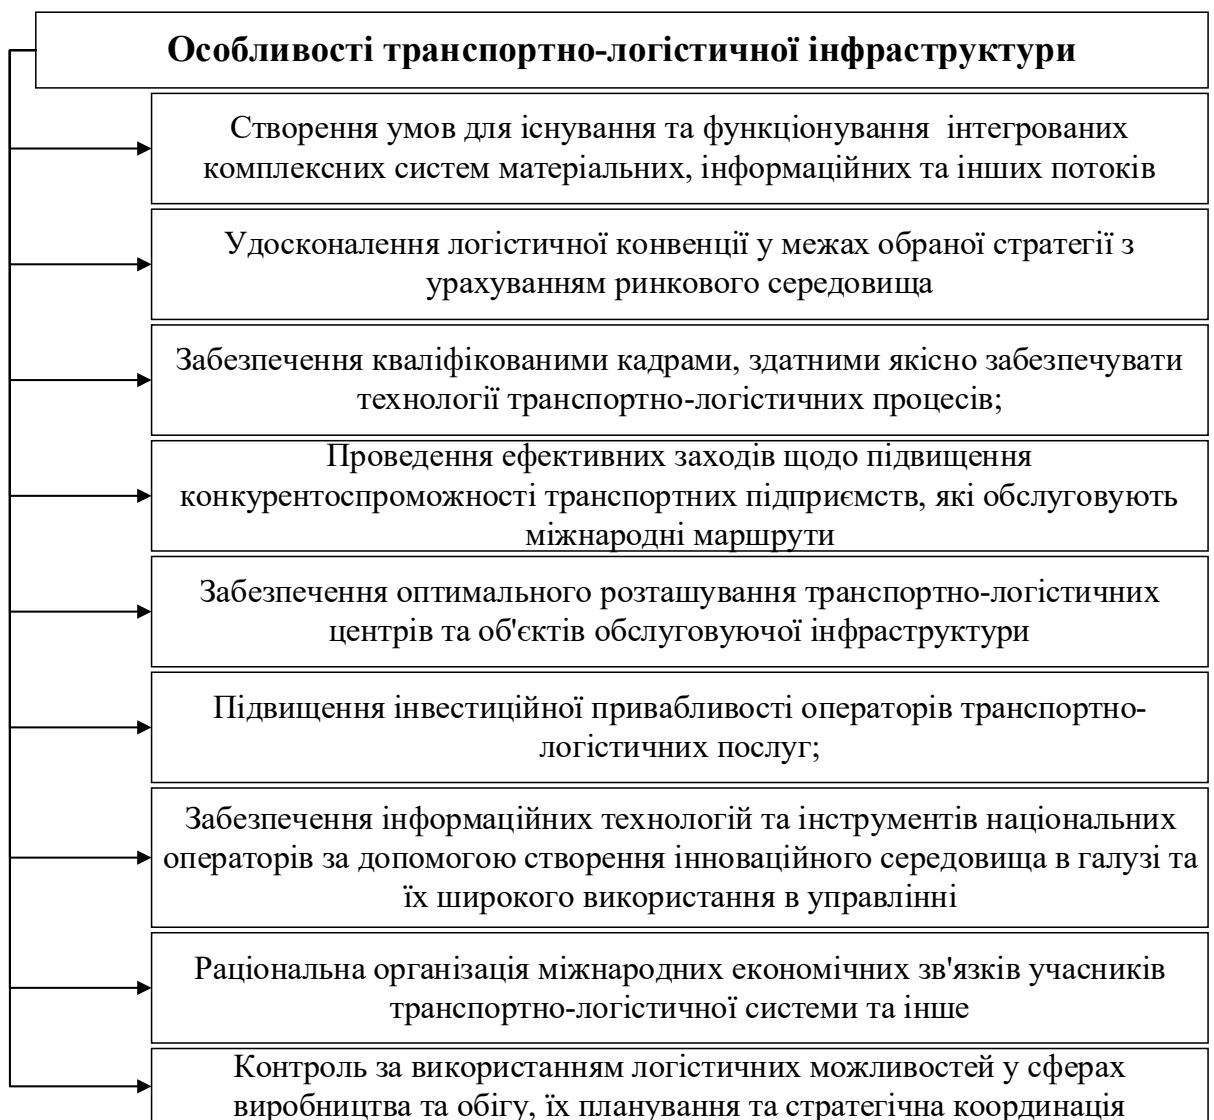 Особливості транспортно-логістичної інфраструктури
Створення умов для існування та функціонування  інтегрованих
комплексних систем матеріальних, інформаційних та інших потоків
Удосконалення логістичної конвенції у межах обраної стратегії з
урахуванням ринкового середовища
Забезпечення кваліфікованими кадрами, здатними якісно забезпечувати
технології транспортно-логістичних процесів;
Проведення ефективних заходів щодо підвищення
конкурентоспроможності транспортних підприємств, які обслуговують
міжнародні маршрути
Забезпечення оптимального розташування транспортно-логістичних
центрів та об'єктів обслуговуючої інфраструктури
Підвищення інвестиційної привабливості операторів транспортно-
логістичних послуг;
Забезпечення інформаційних технологій та інструментів національних
операторів за допомогою створення інноваційного середовища в галузі та
їх широкого використання в управлінні
Раціональна організація міжнародних економічних зв'язків учасників
транспортно-логістичної системи та інше
Контроль за використанням логістичних можливостей у сферах
виробництва та обігу, їх планування та стратегічна координація